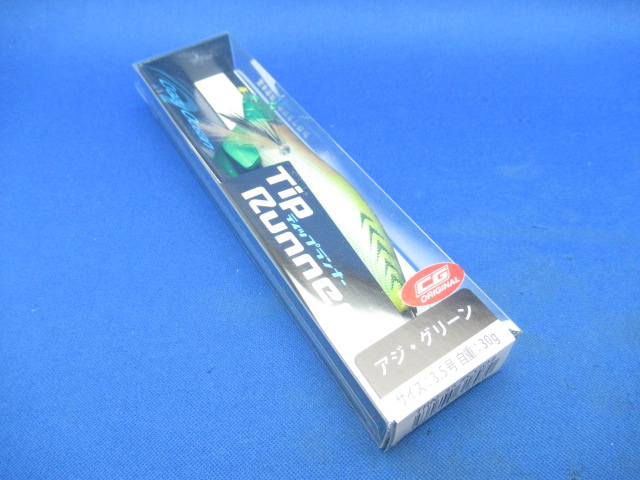 Tip
Runner
ティップランナー
CG
ORIGINAL
アジ・グリーン
サイズ:3.5号 自重:30g